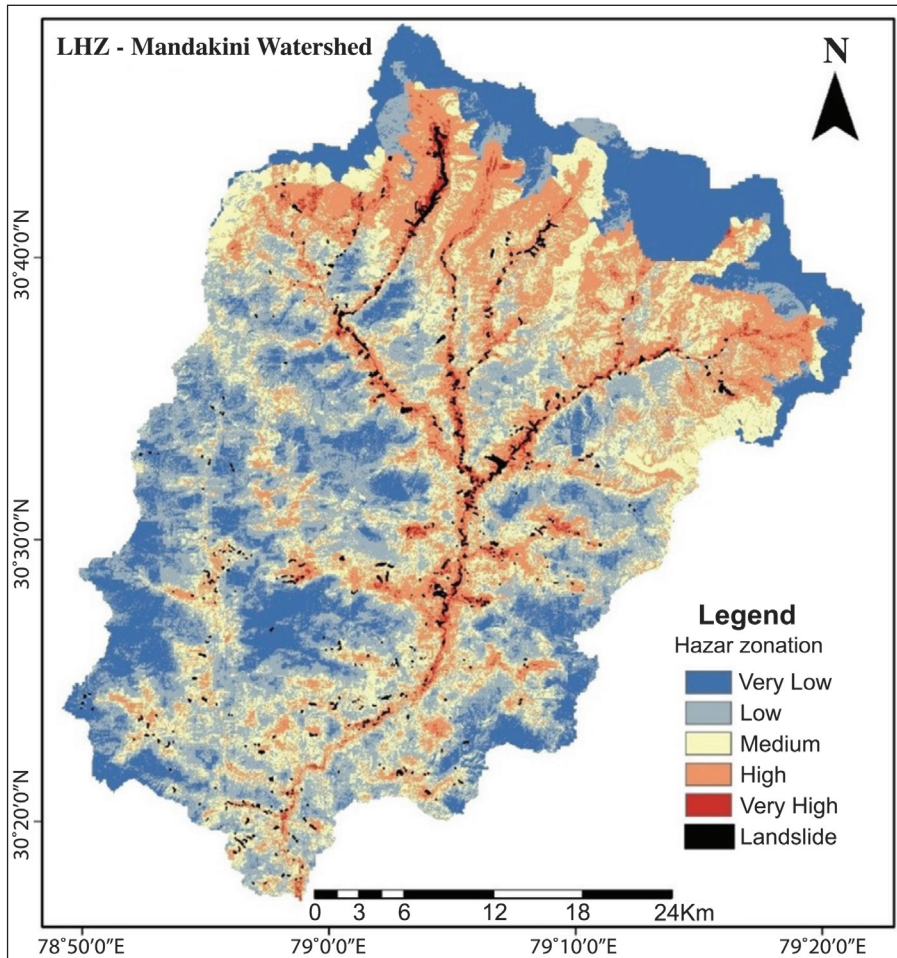 LHZ - Mandakini Watershed
N
30°40'0"N
30°30'0"N
30°20'0"N
Legend
Hazar zonation
Very Low
Low
Medium
High
Very High
Landslide
0 3 6 12 18 24Km
78°50'0"E 79°0'0"E 79°10'0"E 79°20'0"E